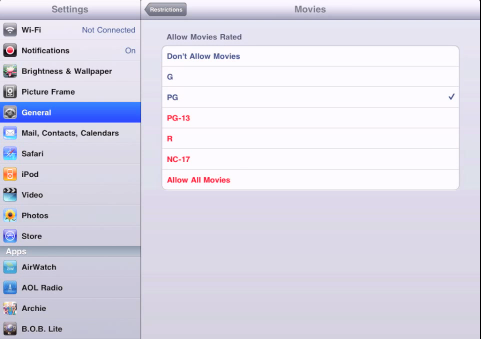 Settings
Wi-Fi Not Connected
Notifications On
Brightness & Wallpaper
Picture Frame
General
Mail, Contacts, Calendars
Safari
iPod
Video
Photos
Store
Apps
AirWatch
AOL Radio
Archie
B.O.B. Lite
Restrictions
Movies
Allow Movies Rated
Don't Allow Movies
G
PG ✓
PG-13
R
NC-17
Allow All Movies